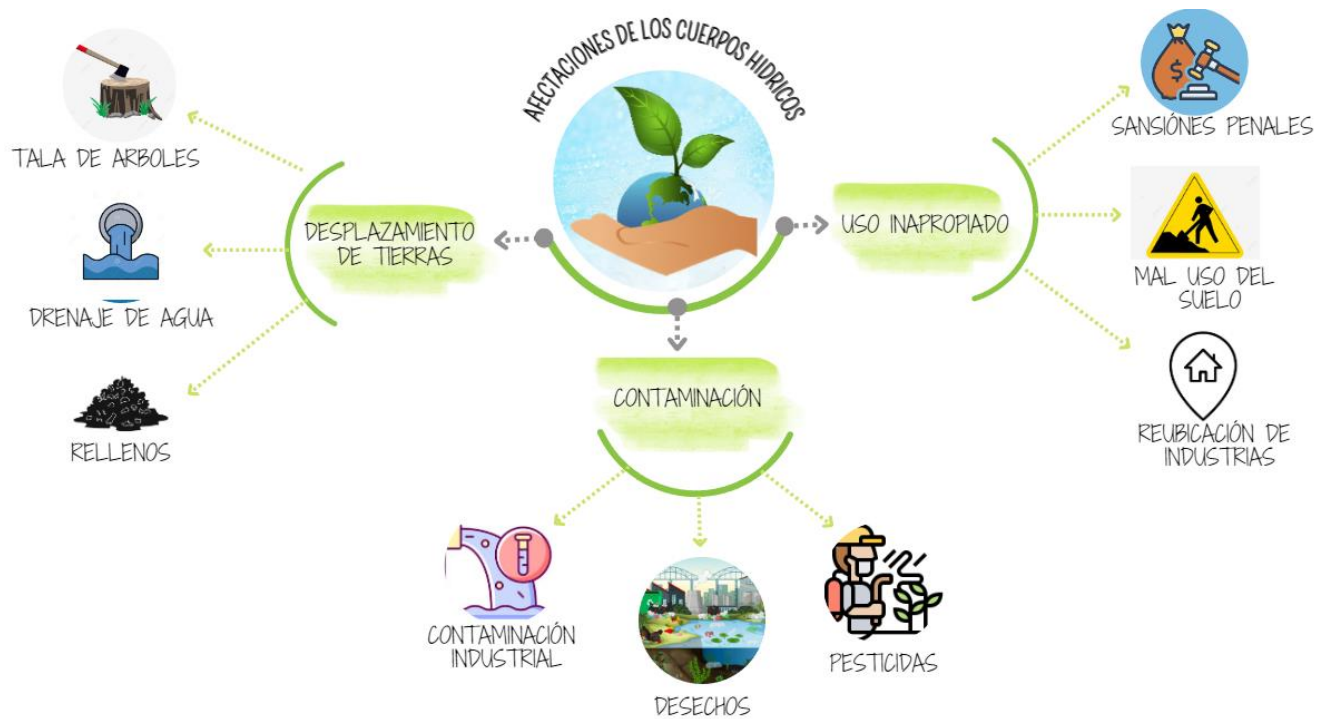 AFECTACIONES DE LOS CUERPOS HIDRICOS
DESPLAZAMIENTO
DE TIERRAS
TALA DE ARBOLES
DRENAJE DE AGUA
RELLENOS
CONTAMINACIÓN
CONTAMINACIÓN
INDUSTRIAL
DESECHOS
PESTICIDAS
USO INAPROPIADO
SANSIÓNES PENALES
MAL USO DEL
SUELO
REUBICACIÓN DE
INDUSTRIAS